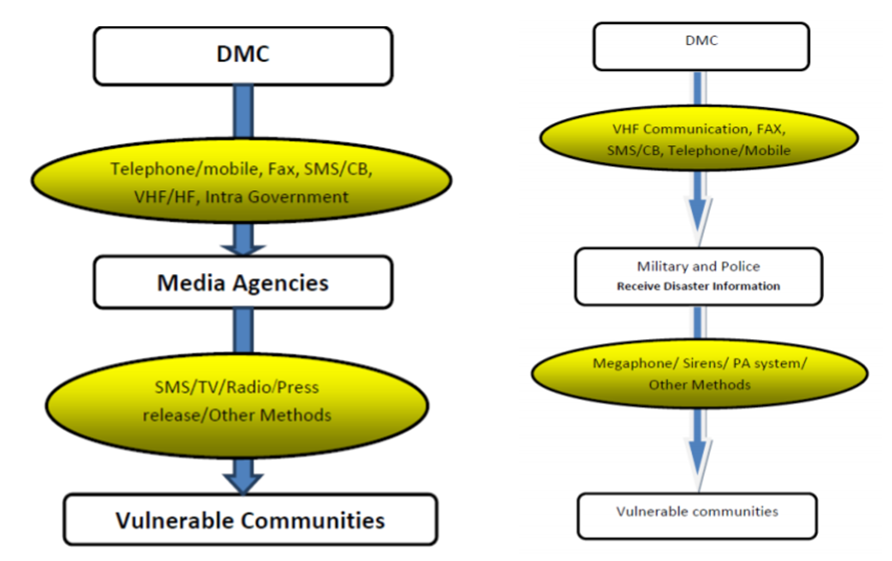 DMC
Telephone/mobile, Fax, SMS/CB,
VHF/HF, Intra Government
Media Agencies
SMS/TV/Radio/Press
release/Other Methods
Vulnerable Communities
DMC
VHF Communication, FAX,
SMS/CB, Telephone/Mobile
Military and Police
Receive Disaster Information
Megaphone/ Sirens/ PA system/
Other Methods
Vulnerable communities